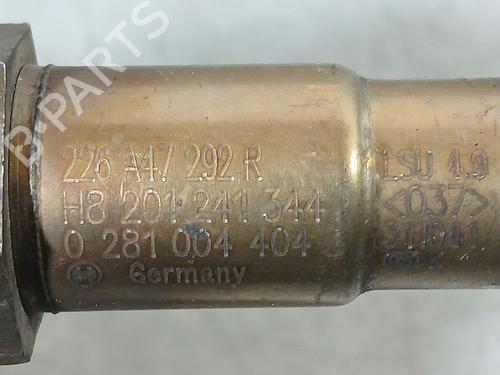 B-PARTS
226 A47 292 R
H8 201 241 344
0 281 004 404
Germany
LSU 4.9
<037>